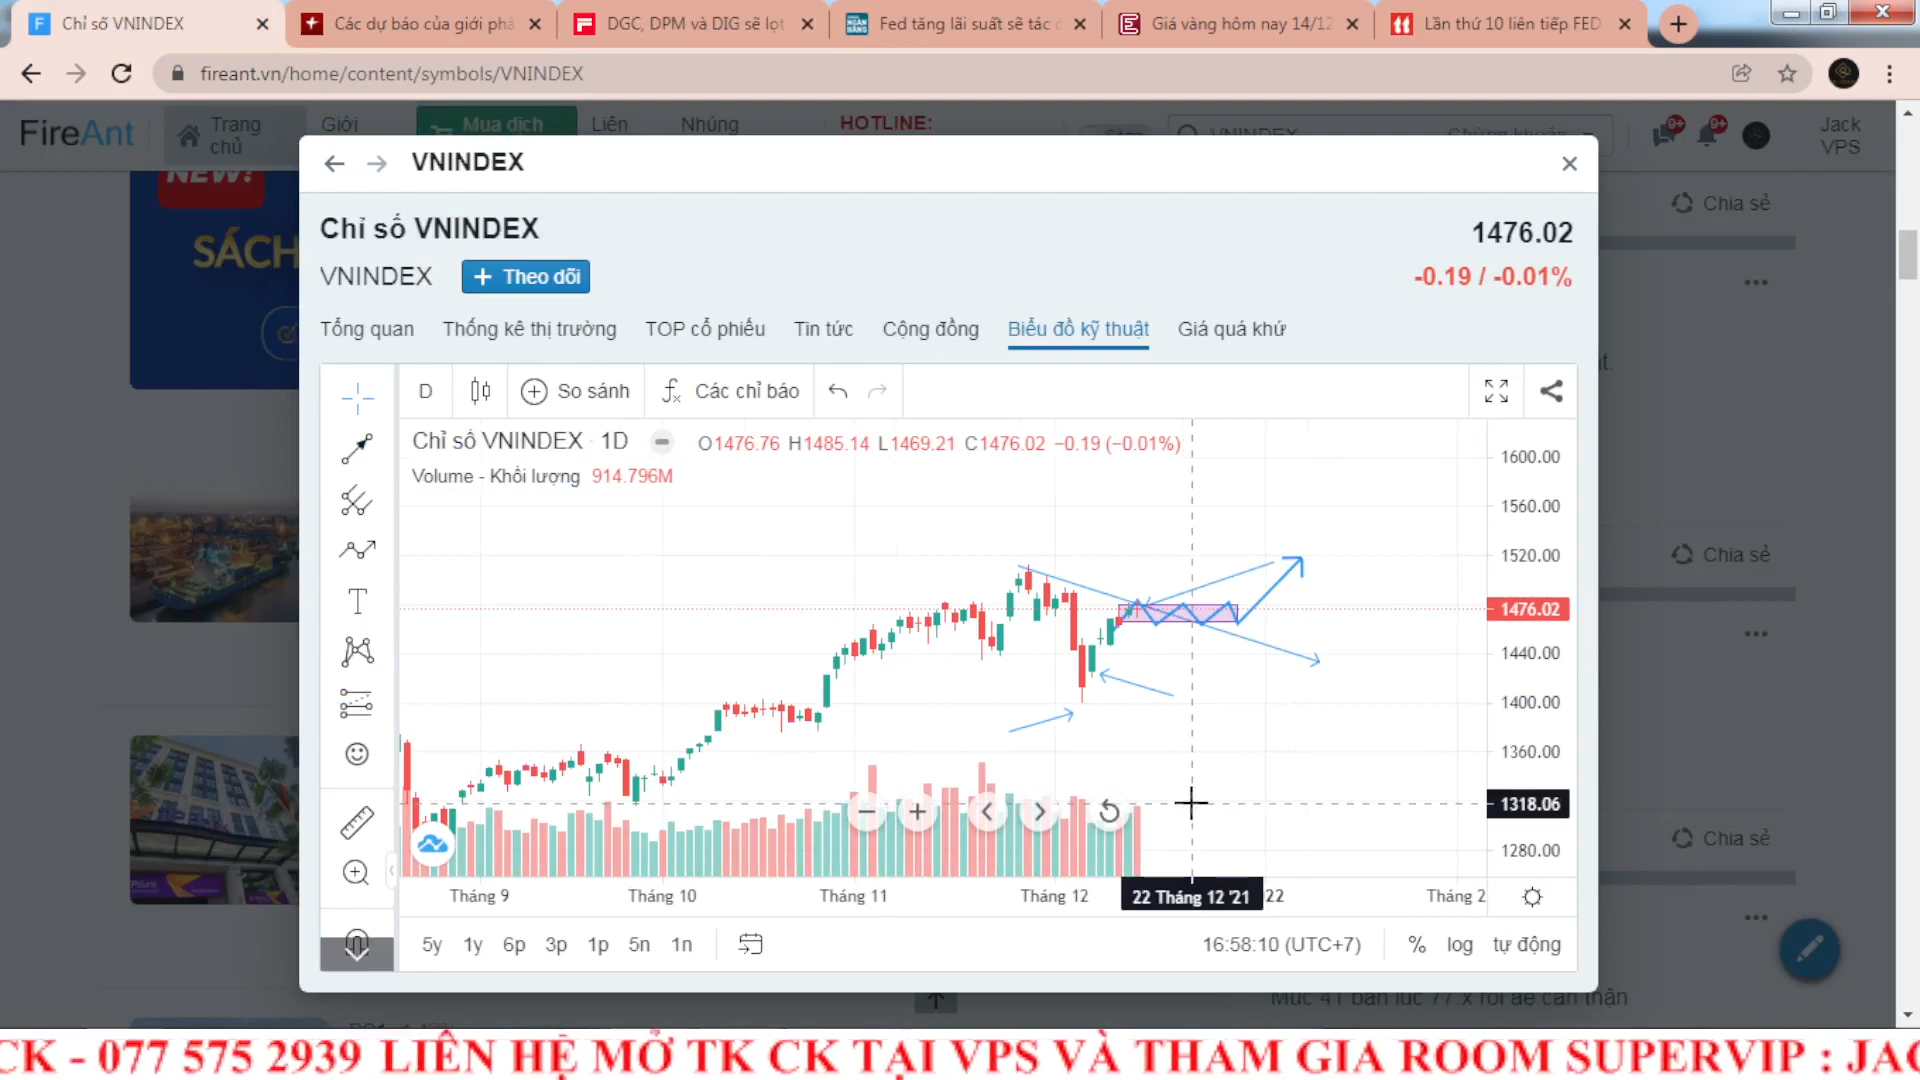 Chỉ số VNINDEX
Các dự báo của giới ph
DGC, DPM và DIG sẽ lọt
Fed tăng lãi suất sẽ tác
Giá vàng hôm nay 14/12
Lần thứ 10 liên tiếp FED
fireant.vn/home/content/symbols/VNINDEX
FireAnt
Trang chủ
Giới
Mua dịch
Liên
Nhúng
HOTLINE:
VNINDEX
Chứng khoán
9+
9+
Jack VPS
NEW!
SÁCH
Chia sẻ
Chia sẻ
Chia sẻ
VNINDEX
Chỉ số VNINDEX
1476.02
VNINDEX
+ Theo dõi
-0.19 / -0.01%
Tổng quan
Thống kê thị trường
TOP cổ phiếu
Tin tức
Cộng đồng
Biểu đồ kỹ thuật
Giá quá khứ
D
So sánh
Các chỉ báo
Chỉ số VNINDEX · 1D
O1476.76 H1485.14 L1469.21 C1476.02 −0.19 (−0.01%)
Volume - Khối lượng 914.796M
1600.00
1560.00
1520.00
1476.02
1440.00
1400.00
1360.00
1318.06
1280.00
Tháng 9
Tháng 10
Tháng 11
Tháng 12
22 Tháng 12 '21
22
Tháng 2
5y 1y 6p 3p 1p 5n 1n
16:58:10 (UTC+7)
%
log
tự động
CK - 077 575 2939 LIÊN HỆ MỞ TK CK TẠI VPS VÀ THAM GIA ROOM SUPERVIP : JAC